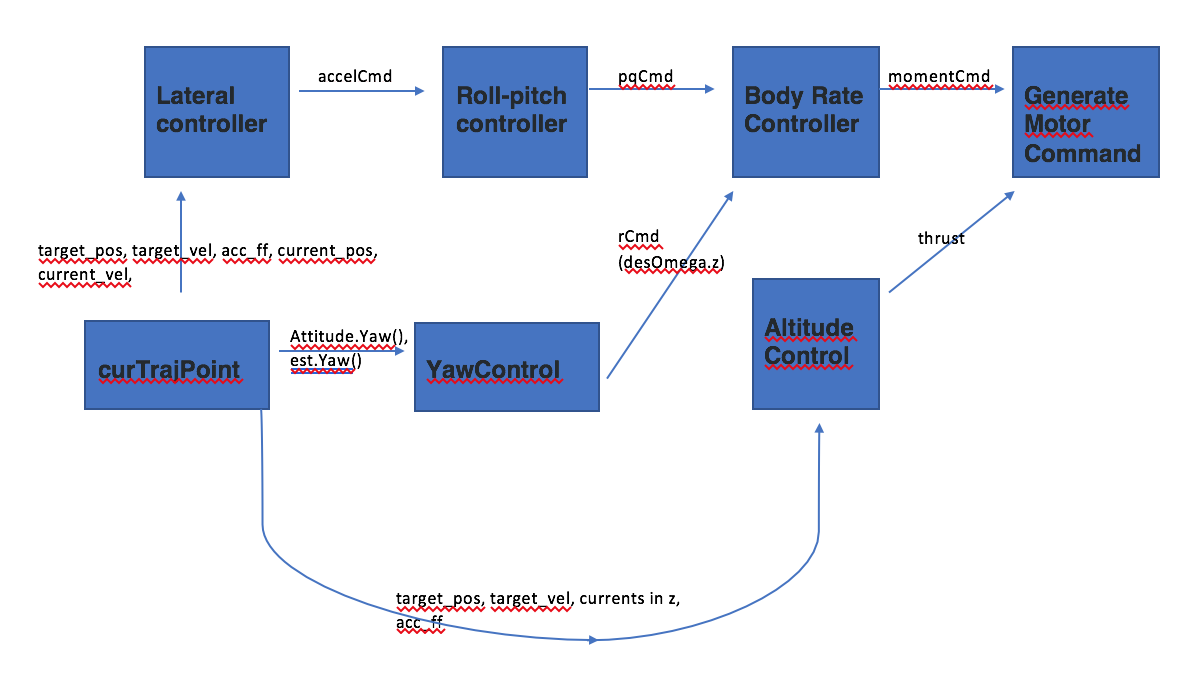 Lateral
controller
accelCmd
Roll-pitch
controller
pqCmd
Body Rate
Controller
momentCmd
Generate
Motor
Command
target_pos, target_vel, acc_ff, current_pos,
current_vel,
rCmd
(desOmega.z)
thrust
curTrajPoint
Attitude.Yaw(),
est.Yaw()
YawControl
Altitude
Control
target_pos, target_vel, currents in z,
acc_ff